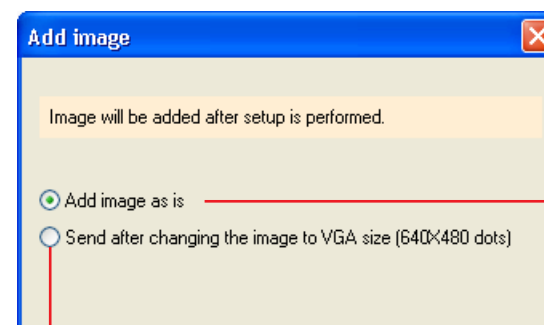 Add image
Image will be added after setup is performed.
Add image as is
Send after changing the image to VGA size (640X480 dots)